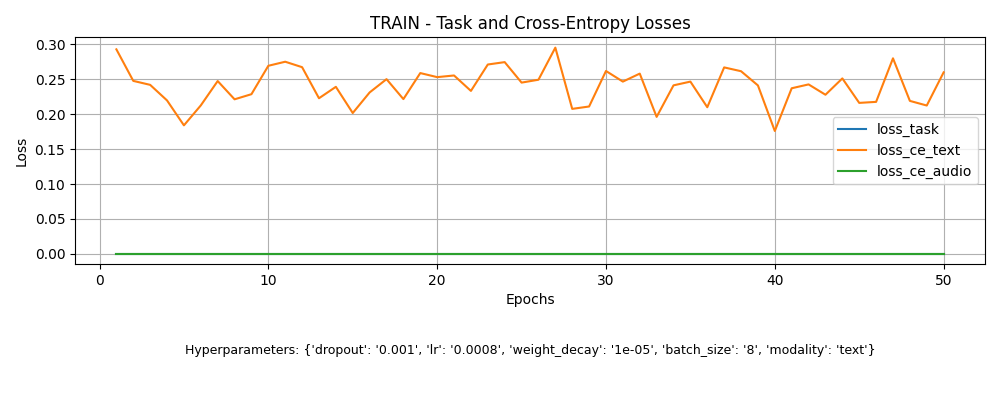 TRAIN - Task and Cross-Entropy Losses
0.30
0.25
0.20
0.15
0.10
0.05
0.00
Loss
loss_task
loss_ce_text
loss_ce_audio
0 10 20 30 40 50
Epochs
Hyperparameters: {'dropout': '0.001', 'lr': '0.0008', 'weight_decay': '1e-05', 'batch_size': '8', 'modality': 'text'}